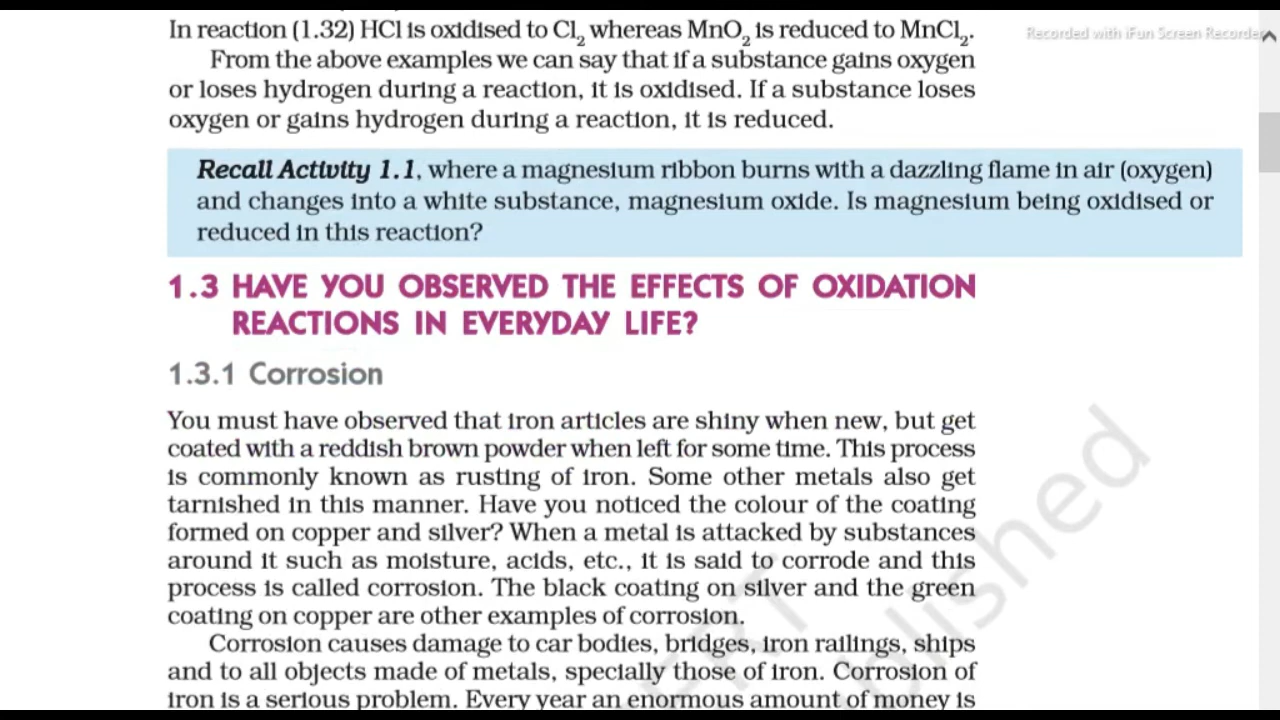 In reaction (1.32) HCl is oxidised to Cl₂ whereas MnO₂ is reduced to MnCl₂.
Recorded with iFun Screen Recorder
From the above examples we can say that if a substance gains oxygen
or loses hydrogen during a reaction, it is oxidised. If a substance loses
oxygen or gains hydrogen during a reaction, it is reduced.
Recall Activity 1.1, where a magnesium ribbon burns with a dazzling flame in air (oxygen)
and changes into a white substance, magnesium oxide. Is magnesium being oxidised or
reduced in this reaction?
1.3 HAVE YOU OBSERVED THE EFFECTS OF OXIDATION
REACTIONS IN EVERYDAY LIFE?
1.3.1 Corrosion
You must have observed that iron articles are shiny when new, but get
coated with a reddish brown powder when left for some time. This process
is commonly known as rusting of iron. Some other metals also get
tarnished in this manner. Have you noticed the colour of the coating
formed on copper and silver? When a metal is attacked by substances
around it such as moisture, acids, etc., it is said to corrode and this
process is called corrosion. The black coating on silver and the green
coating on copper are other examples of corrosion.
Corrosion causes damage to car bodies, bridges, iron railings, ships
and to all objects made of metals, specially those of iron. Corrosion of
iron is a serious problem. Every year an enormous amount of money is